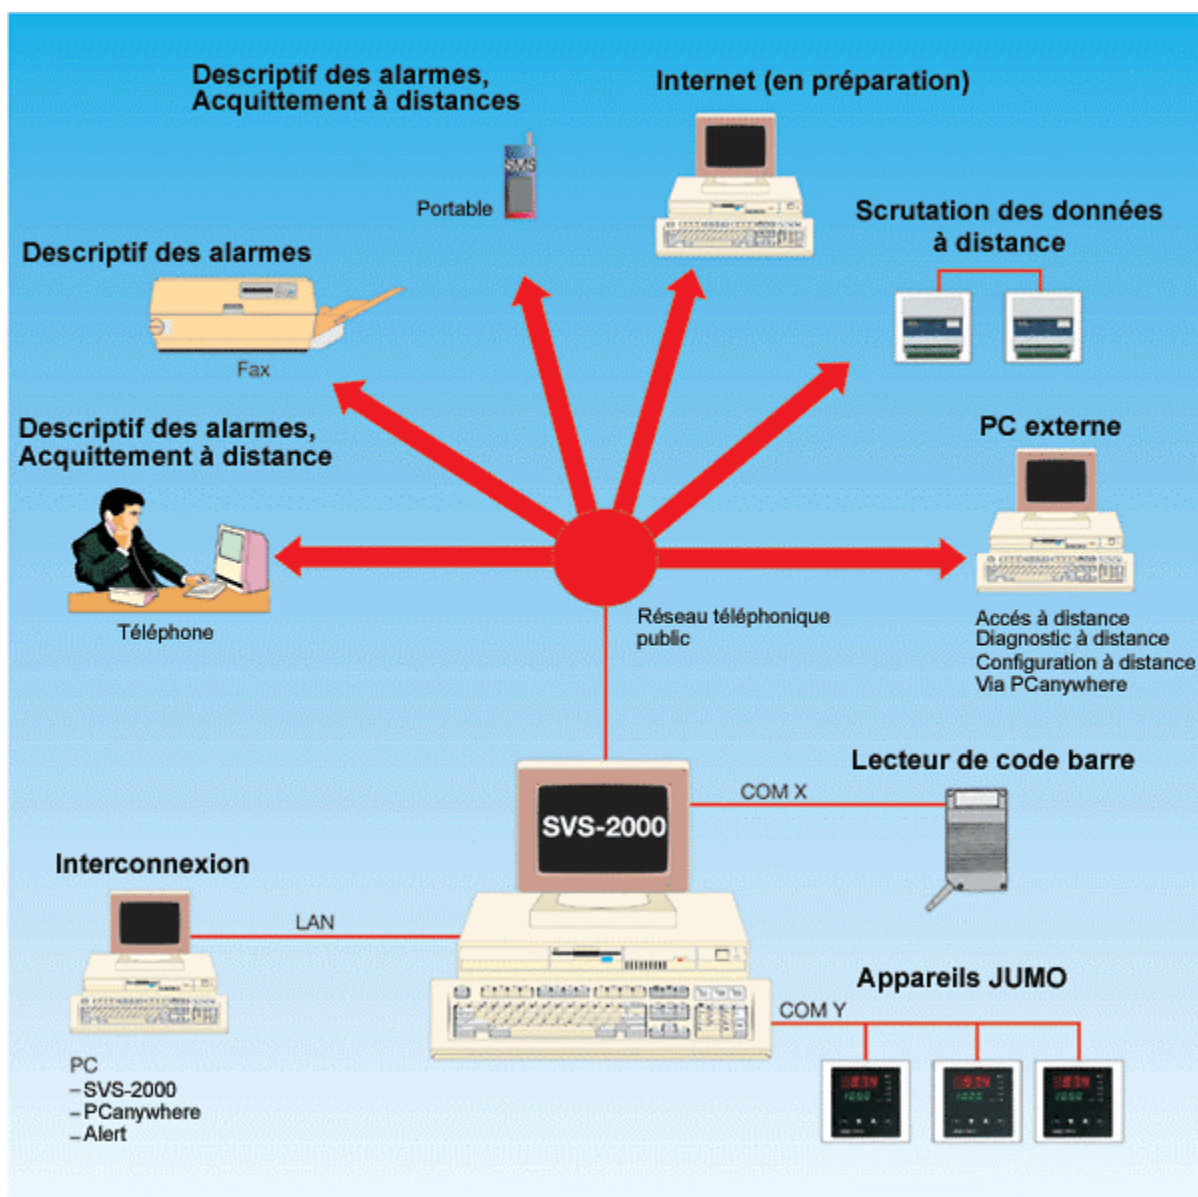 Descriptif des alarmes,
Acquittement à distances
Internet (en préparation)
SMS
Portable
Scrutation des données
à distance
Descriptif des alarmes
Fax
Descriptif des alarmes,
Acquittement à distance
PC externe
Téléphone
Réseau téléphonique
public
Accés à distance
Diagnostic à distance
Configuration à distance
Via PCanywhere
Lecteur de code barre
COM X
SVS-2000
Interconnexion
LAN
Appareils JUMO
COM Y
PC
– SVS-2000
– PCanywhere
– Alert